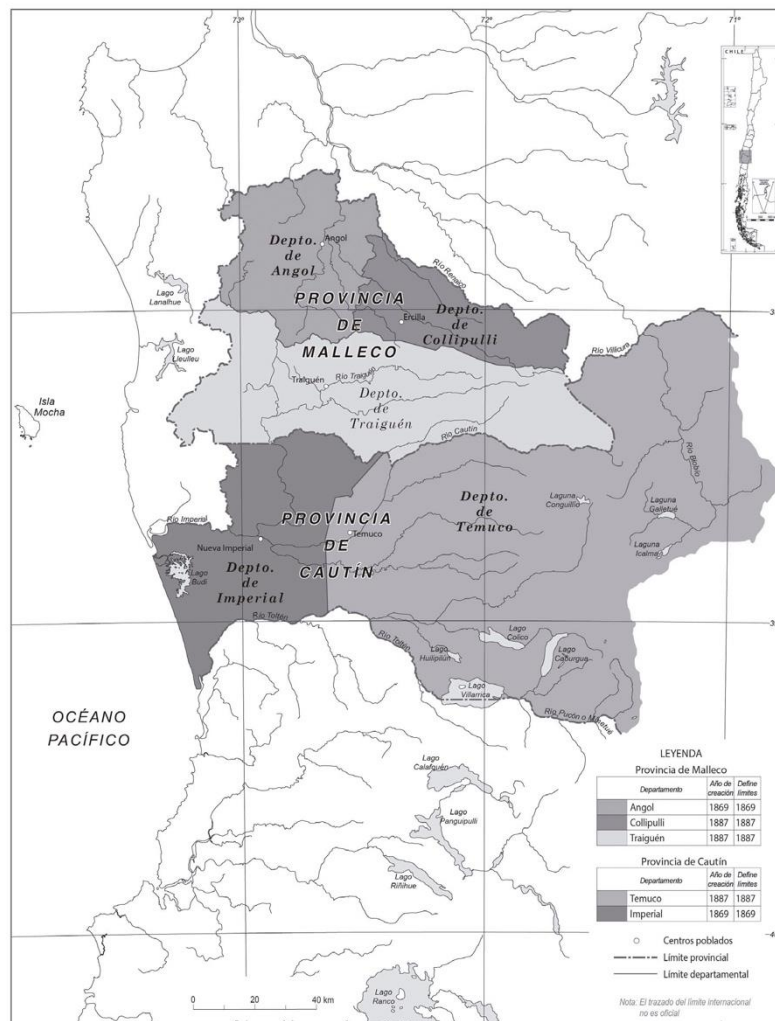 73°
72°
71°
CHILE
Depto.
de
Angol
Angol
Río Renaico
PROVINCIA
DE
MALLECO
Ercilla
Depto.
de
Collipulli
Lago
Lanalhue
Lago
Lleulleu
Río Villcura
Isla
Mocha
Traiguén
Río Traiguén
Depto.
de
Traiguén
Río Cautín
Río Biobío
Depto.
de
Temuco
Laguna
Conguillío
Laguna
Galletué
Laguna
Icalma
Río Imperial
PROVINCIA
DE
CAUTÍN
Temuco
Nueva Imperial
Lago
Budi
Depto.
de
Imperial
Río Toltén
Río Toltén
Lago
Colico
Lago
Huilipilún
Lago
Caburgua
Lago
Villarrica
Río Pucón o Minetué
OCÉANO
PACÍFICO
Lago
Calafquén
Lago
Panguipulli
Lago
Riñihue
Lago
Ranco
0 20 40 km
LEYENDA
Provincia de Malleco
Departamento Año de creación Define límites
Angol 1869 1869
Collipulli 1887 1887
Traiguén 1887 1887
Provincia de Cautín
Departamento Año de creación Define límites
Temuco 1887 1887
Imperial 1869 1869
Centros poblados
Límite provincial
Límite departamental
Nota: El trazado del límite internacional
no es oficial